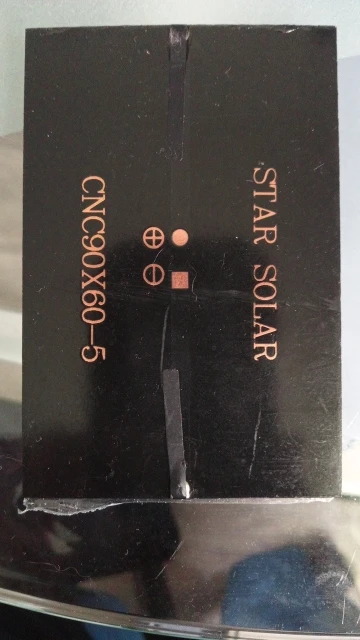 STAR SOLAR
⊕
⊖
CNC90X60-5